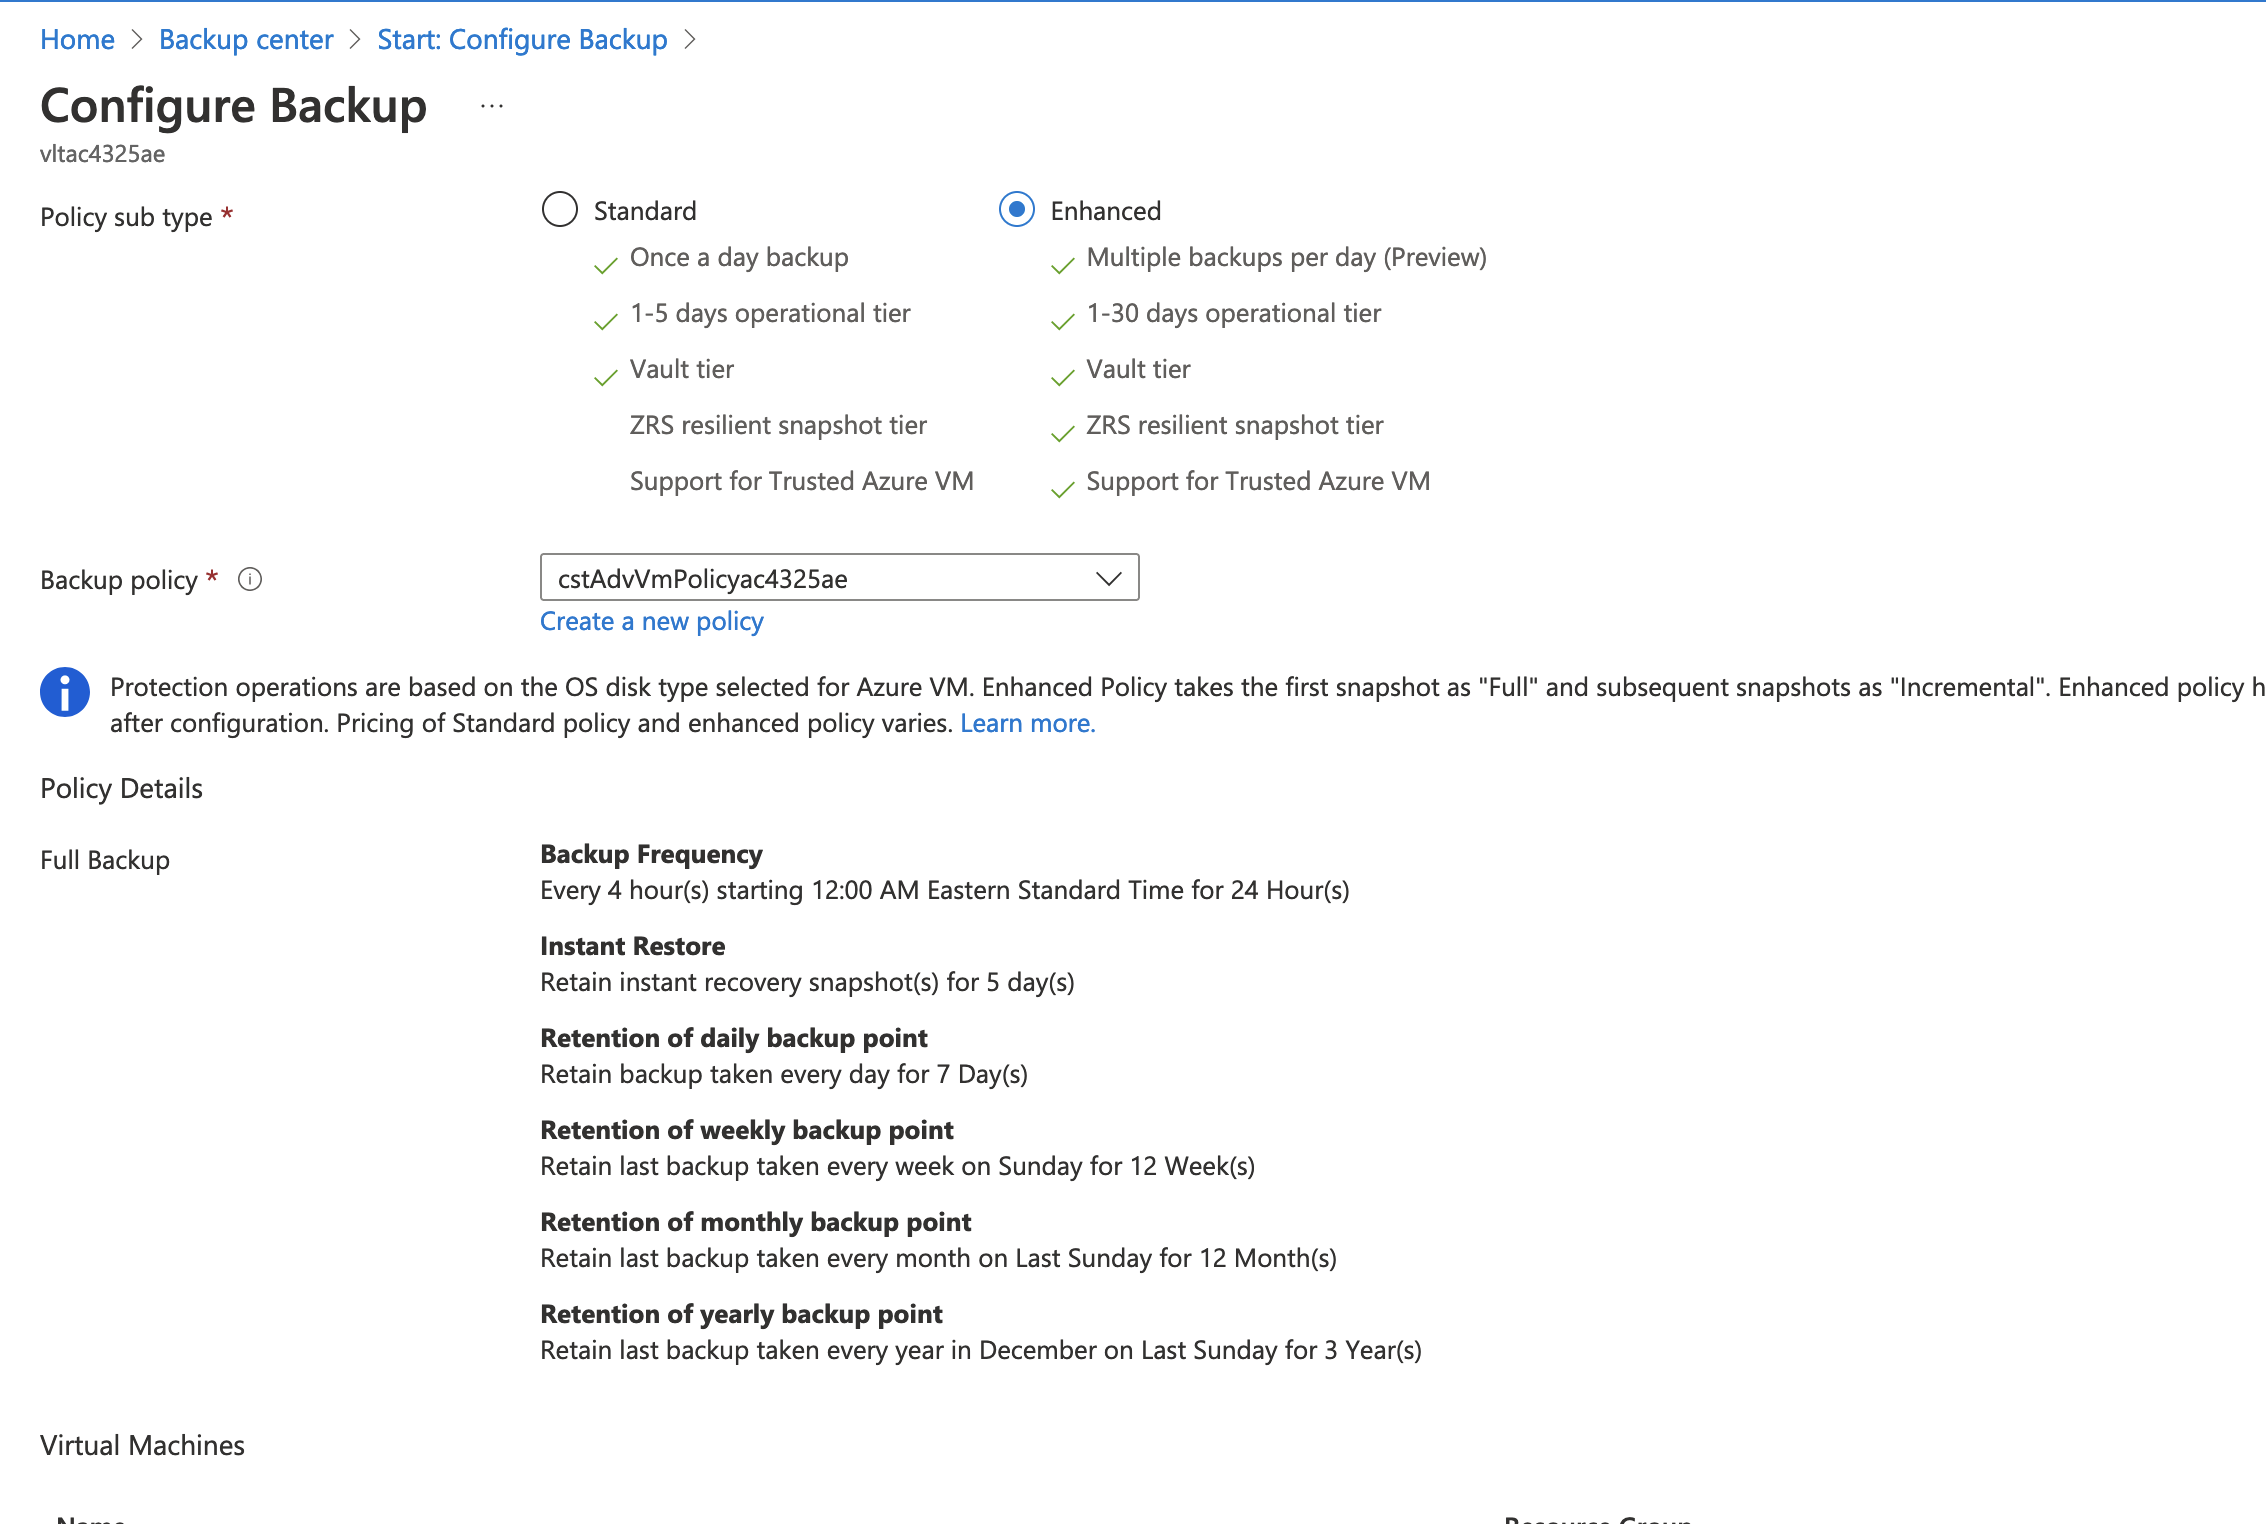 Home > Backup center > Start: Configure Backup >
Configure Backup ...
vltac4325ae
Policy sub type *
Standard
Once a day backup
1-5 days operational tier
Vault tier
ZRS resilient snapshot tier
Support for Trusted Azure VM
Enhanced
Multiple backups per day (Preview)
1-30 days operational tier
Vault tier
ZRS resilient snapshot tier
Support for Trusted Azure VM
Backup policy *
cstAdvVmPolicyac4325ae
Create a new policy
Protection operations are based on the OS disk type selected for Azure VM. Enhanced Policy takes the first snapshot as "Full" and subsequent snapshots as "Incremental". Enhanced policy
after configuration. Pricing of Standard policy and enhanced policy varies. Learn more.
Policy Details
Full Backup
Backup Frequency
Every 4 hour(s) starting 12:00 AM Eastern Standard Time for 24 Hour(s)
Instant Restore
Retain instant recovery snapshot(s) for 5 day(s)
Retention of daily backup point
Retain backup taken every day for 7 Day(s)
Retention of weekly backup point
Retain last backup taken every week on Sunday for 12 Week(s)
Retention of monthly backup point
Retain last backup taken every month on Last Sunday for 12 Month(s)
Retention of yearly backup point
Retain last backup taken every year in December on Last Sunday for 3 Year(s)
Virtual Machines
Name
Resource Group